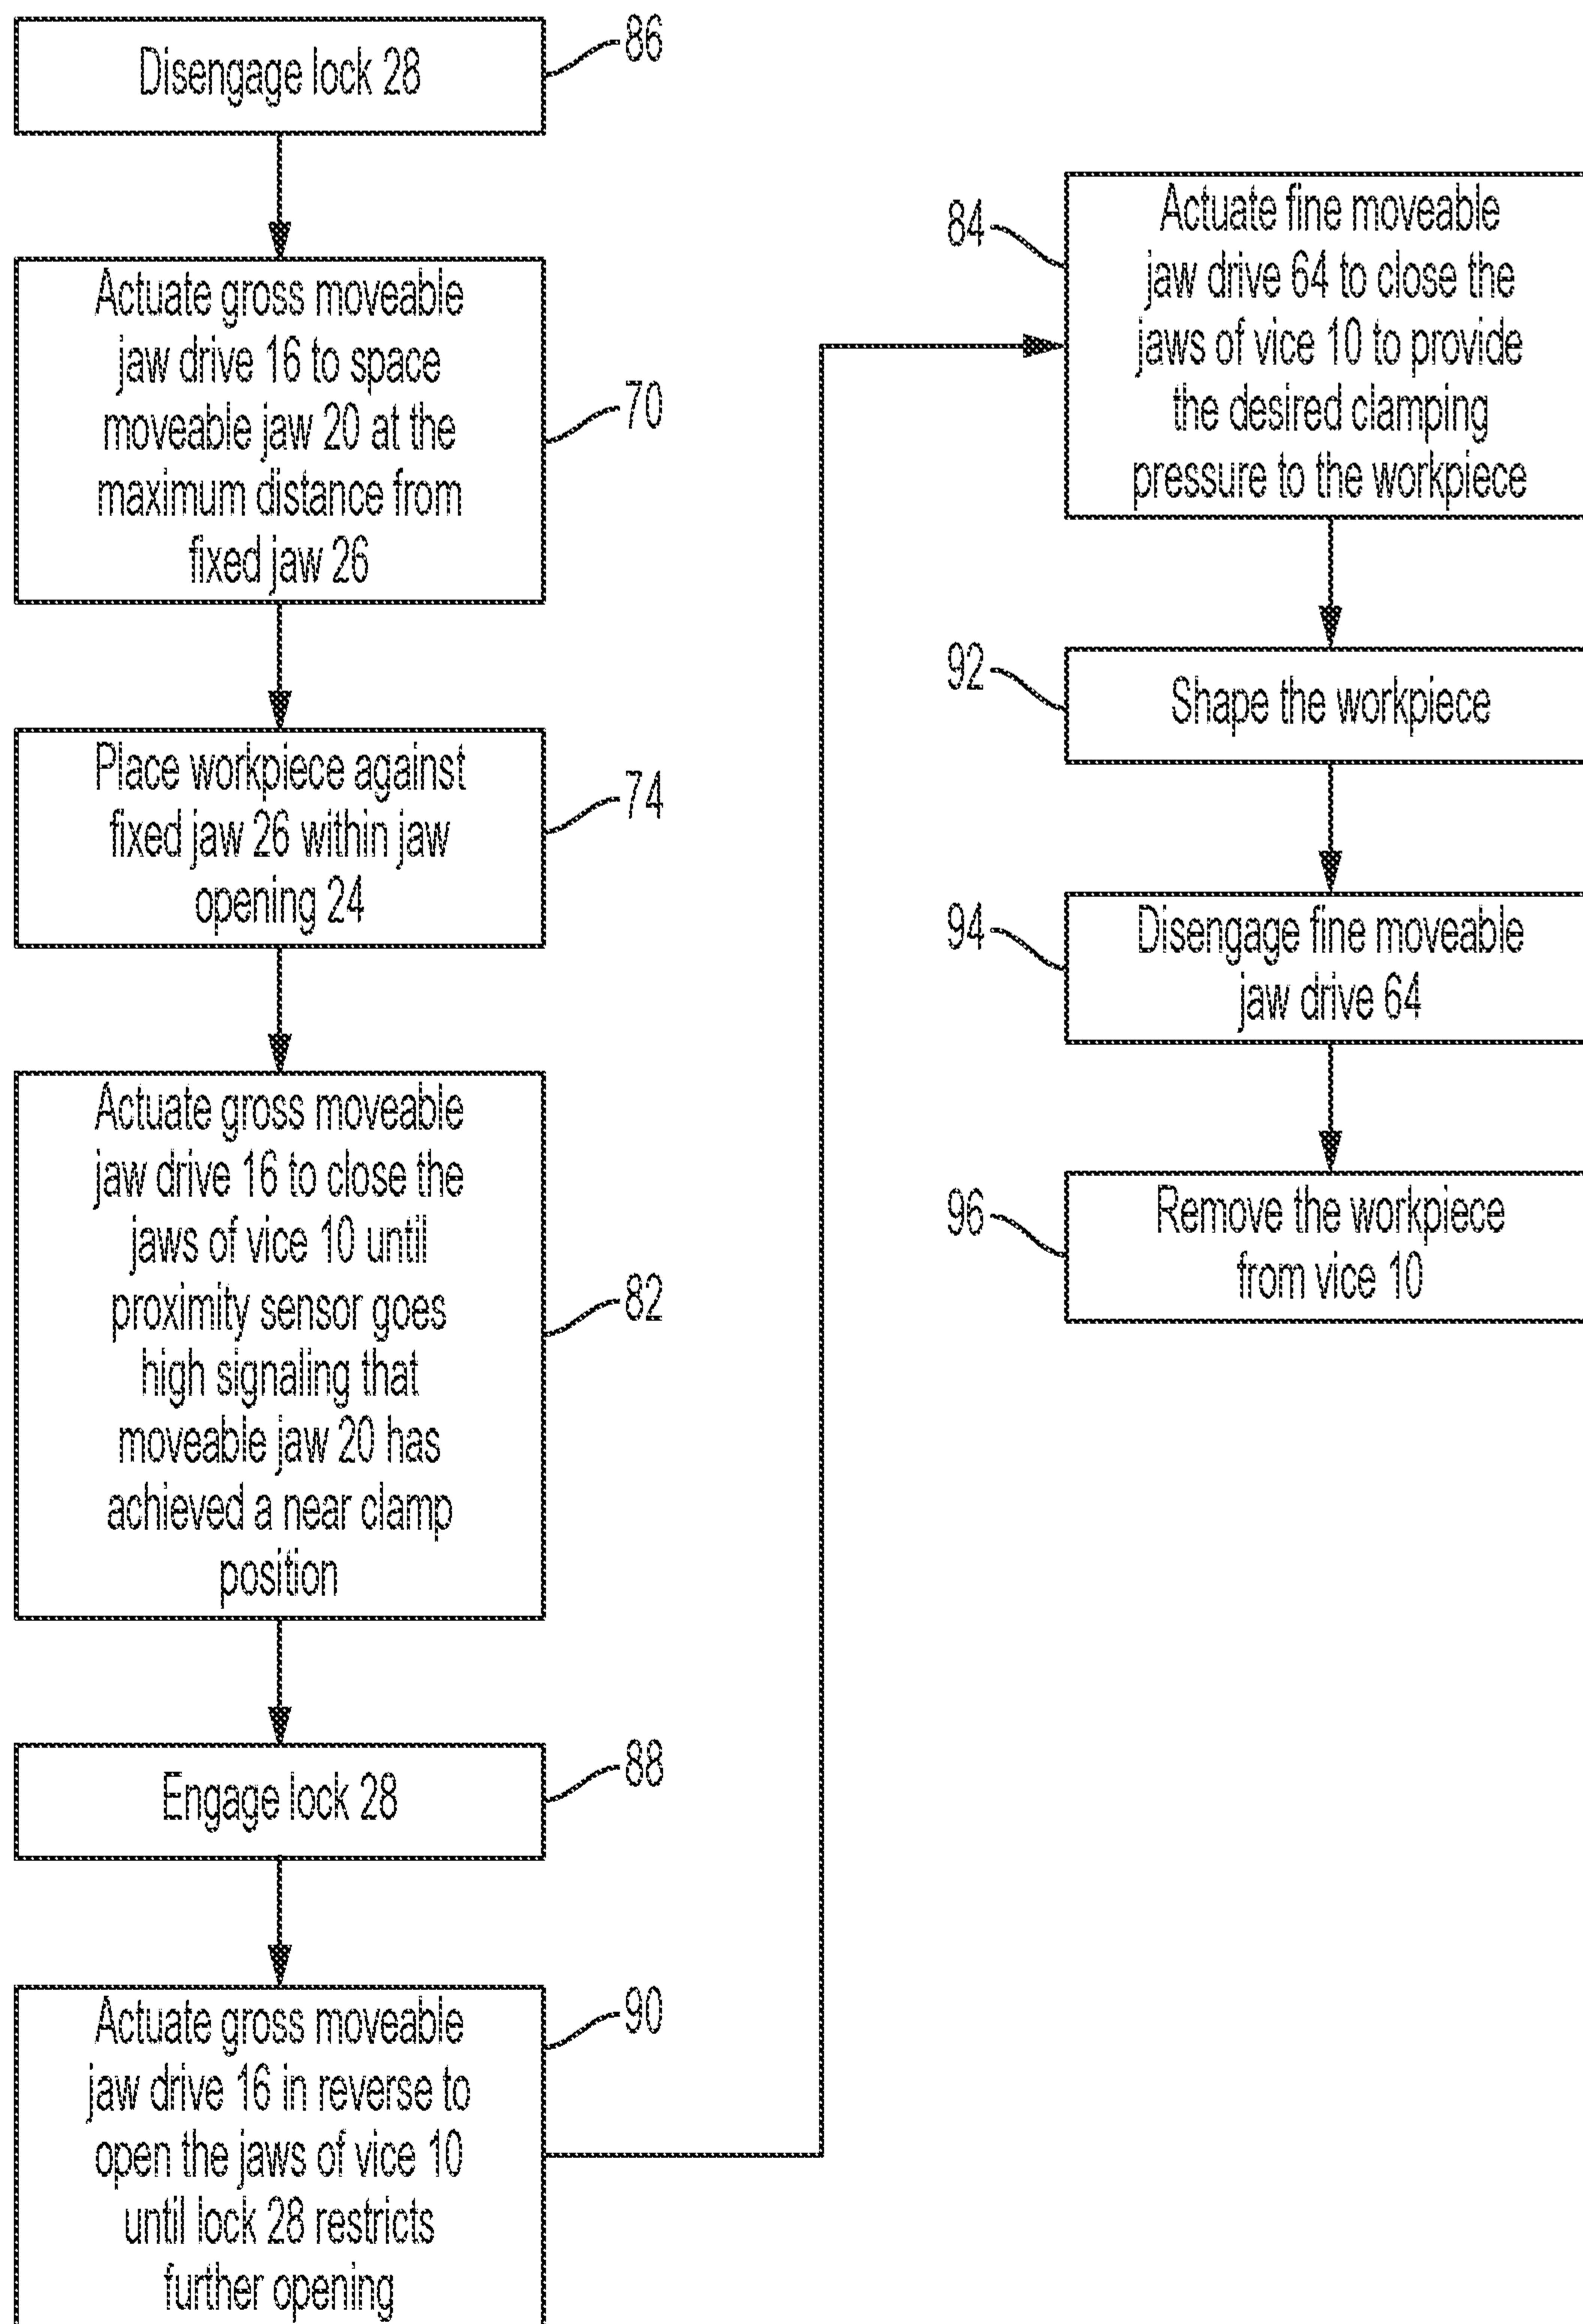 Disengage lock 28
86
Actuate gross moveable
jaw drive 16 to space
moveable jaw 20 at the
maximum distance from
fixed jaw 26
70
Place workpiece against
fixed jaw 26 within jaw
opening 24
74
Actuate gross moveable
jaw drive 16 to close the
jaws of vice 10 until
proximity sensor goes
high signaling that
moveable jaw 20 has
achieved a near clamp
position
82
Engage lock 28
88
Actuate gross moveable
jaw drive 16 in reverse to
open the jaws of vice 10
until lock 28 restricts
further opening
90
84
Actuate fine moveable
jaw drive 64 to close the
jaws of vice 10 to provide
the desired clamping
pressure to the workpiece
92
Shape the workpiece
94
Disengage fine moveable
jaw drive 64
96
Remove the workpiece
from vice 10